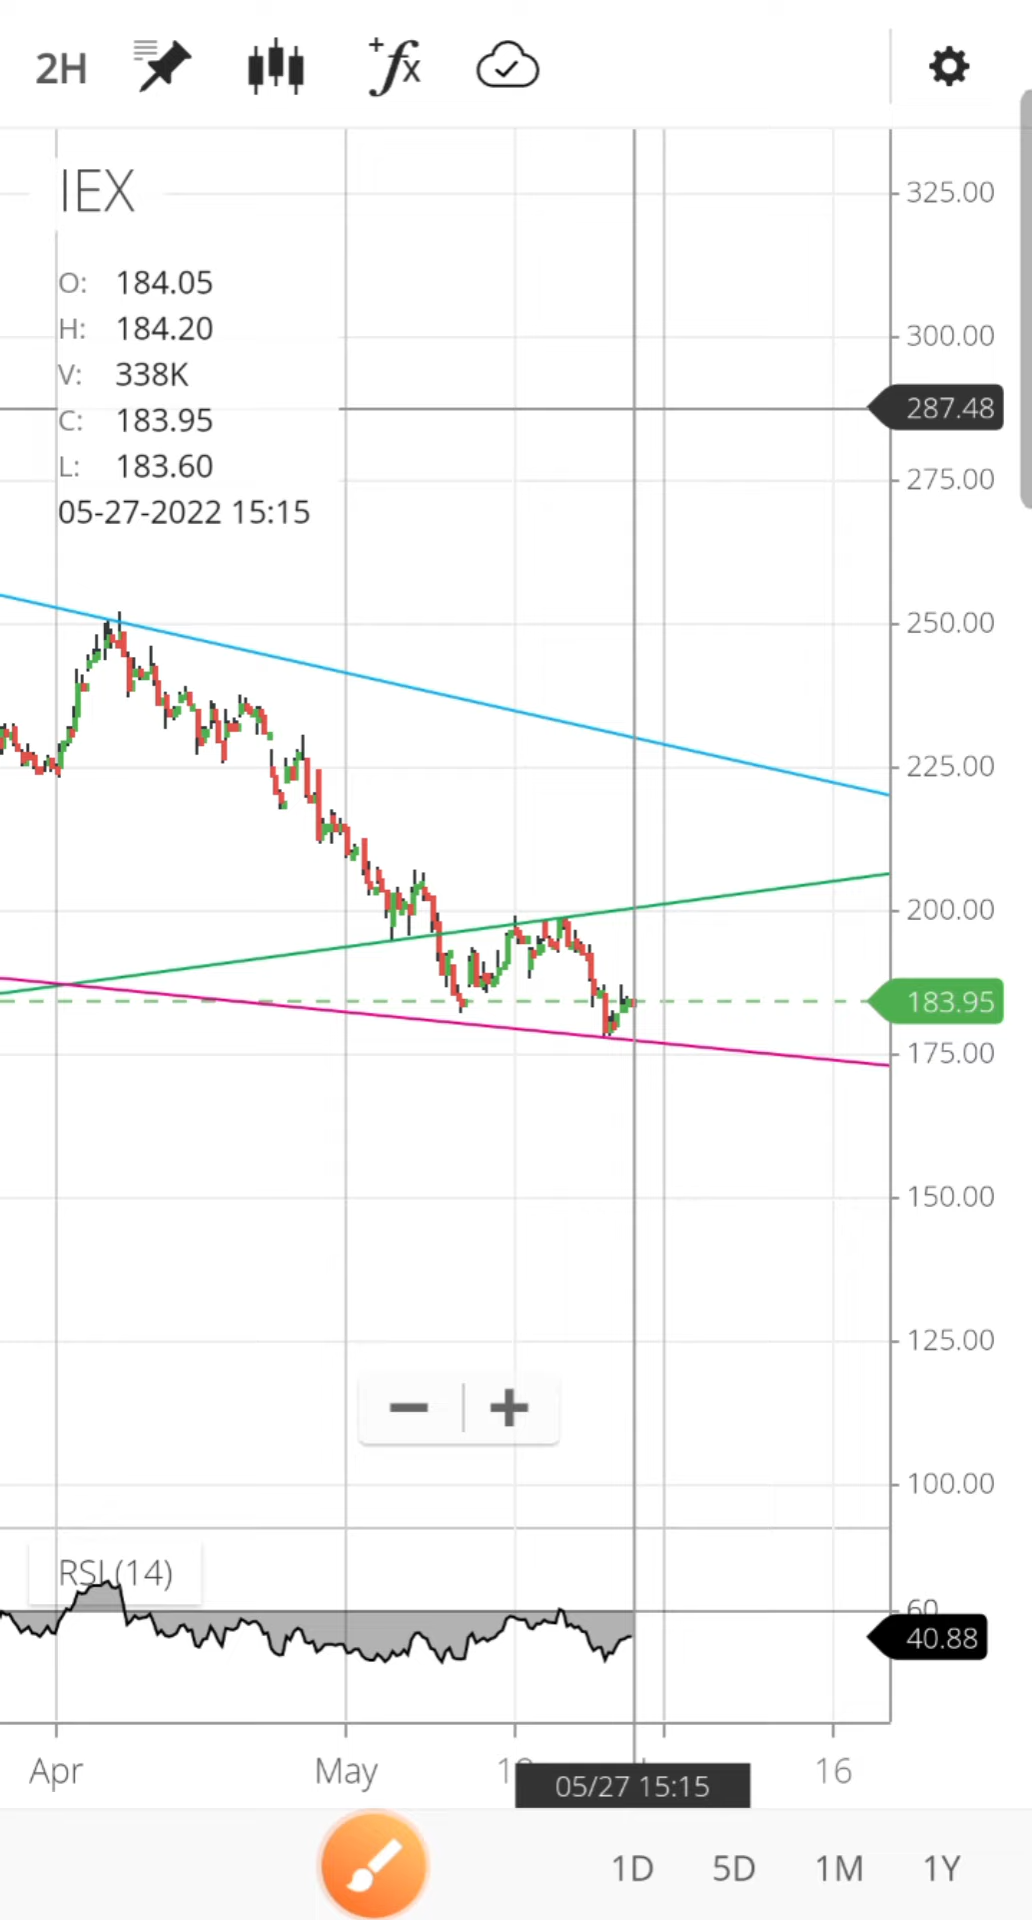 2H
IEX
O: 184.05
H: 184.20
V: 338K
C: 183.95
L: 183.60
05-27-2022 15:15
325.00
300.00
287.48
275.00
250.00
225.00
200.00
183.95
175.00
150.00
125.00
100.00
RSI (14)
60
40.88
Apr
May
05/27 15:15
16
1D
5D
1M
1Y